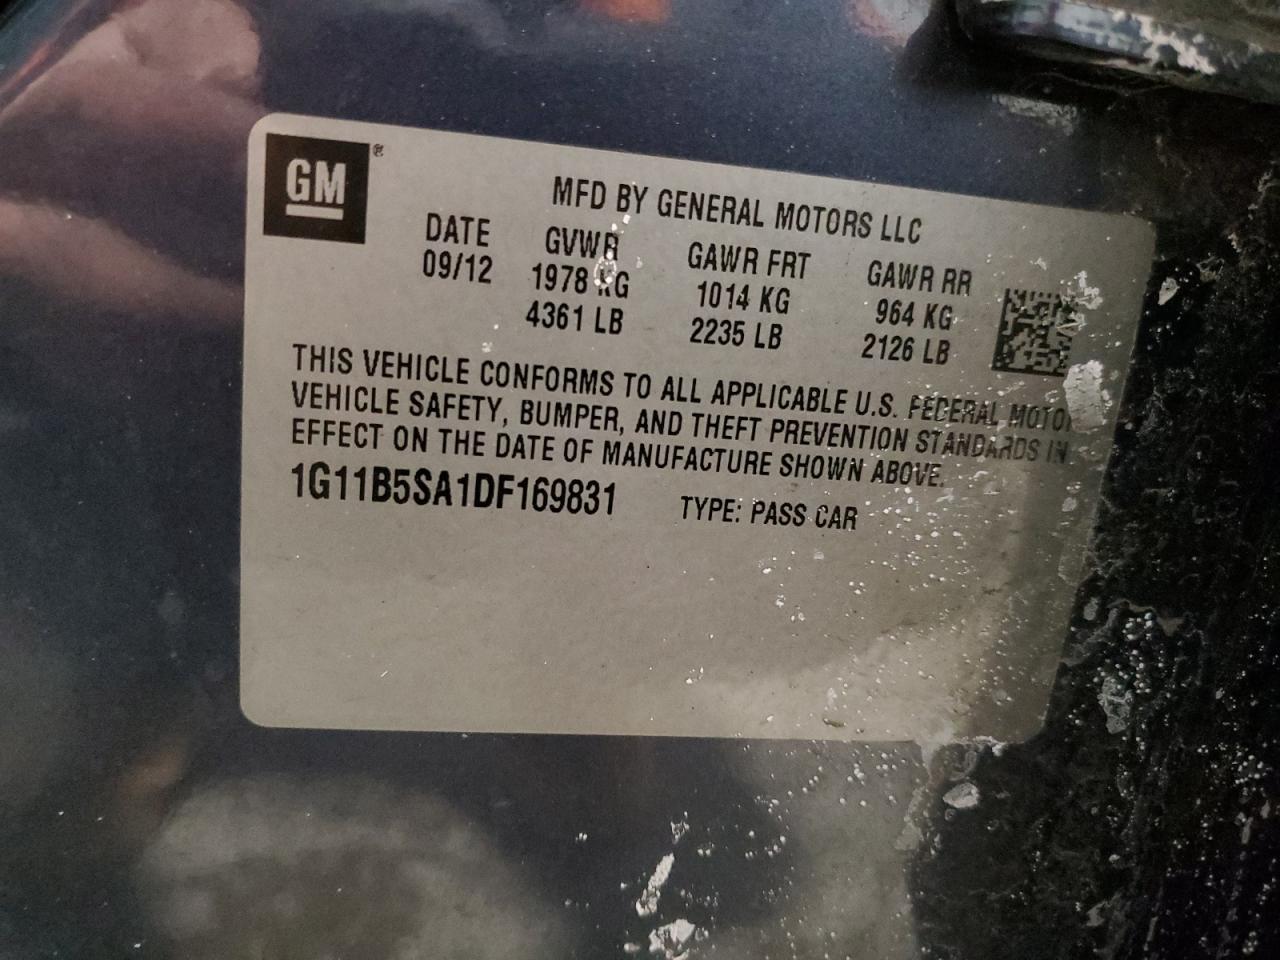 GM®
MFD BY GENERAL MOTORS LLC
DATE GVWR GAWR FRT GAWR RR
09/12 1978 KG 1014 KG 964 KG
4361 LB 2235 LB 2126 LB
THIS VEHICLE CONFORMS TO ALL APPLICABLE U.S. FEDERAL MOTOR
VEHICLE SAFETY, BUMPER, AND THEFT PREVENTION STANDARDS IN
EFFECT ON THE DATE OF MANUFACTURE SHOWN ABOVE.
1G11B5SA1DF169831 TYPE: PASS CAR